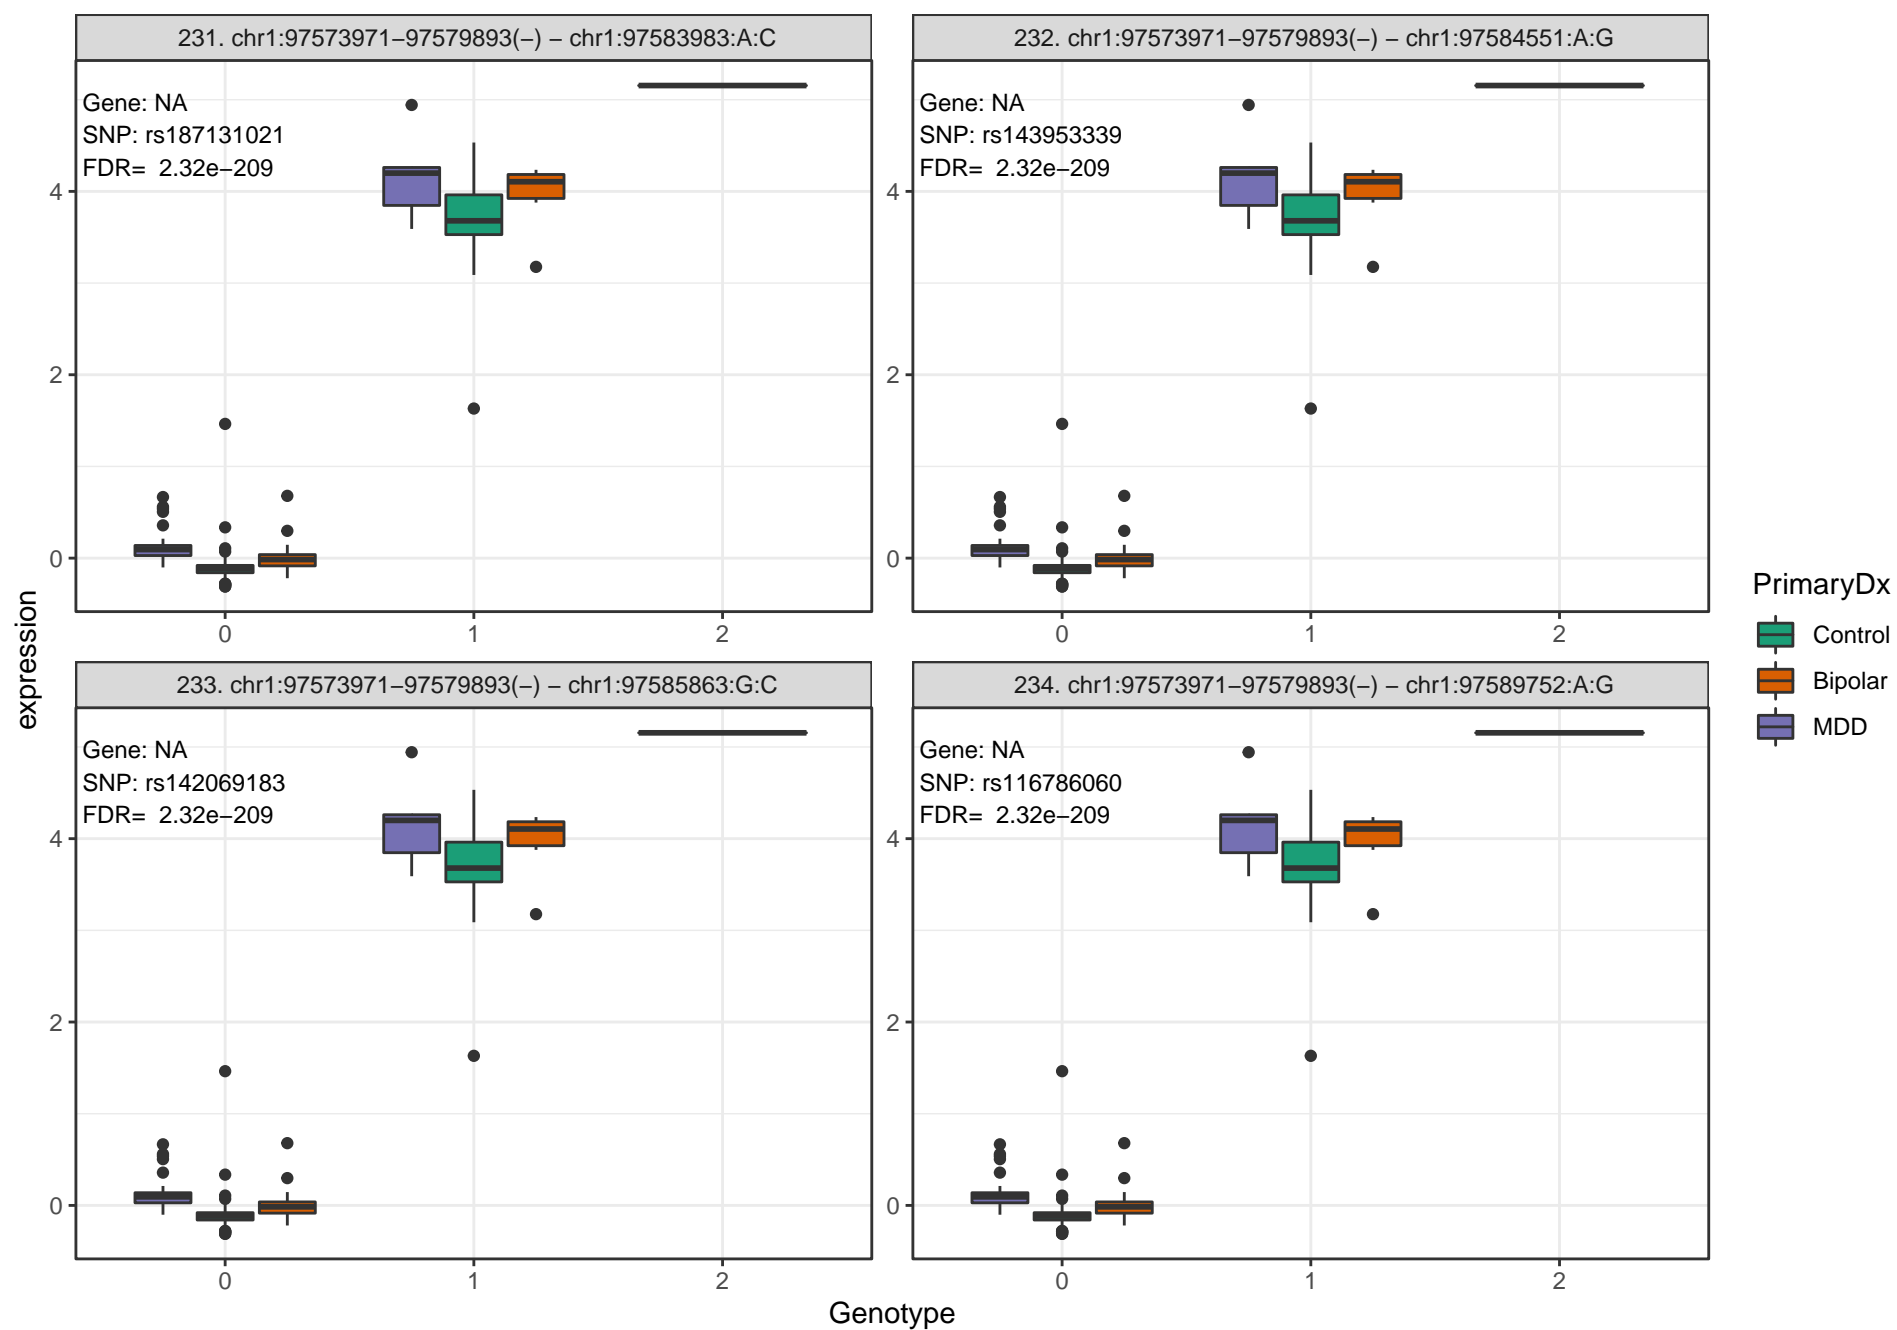 231. chr1:97573971−97579893(−) − chr1:97583983:A:C
Gene: NA
SNP: rs187131021
FDR= 2.32e−209
4
2
0
0 1 2
232. chr1:97573971−97579893(−) − chr1:97584551:A:G
Gene: NA
SNP: rs143953339
FDR= 2.32e−209
4
2
0
0 1 2
233. chr1:97573971−97579893(−) − chr1:97585863:G:C
Gene: NA
SNP: rs142069183
FDR= 2.32e−209
4
2
0
0 1 2
234. chr1:97573971−97579893(−) − chr1:97589752:A:G
Gene: NA
SNP: rs116786060
FDR= 2.32e−209
4
2
0
0 1 2
expression
Genotype
PrimaryDx
Control
Bipolar
MDD